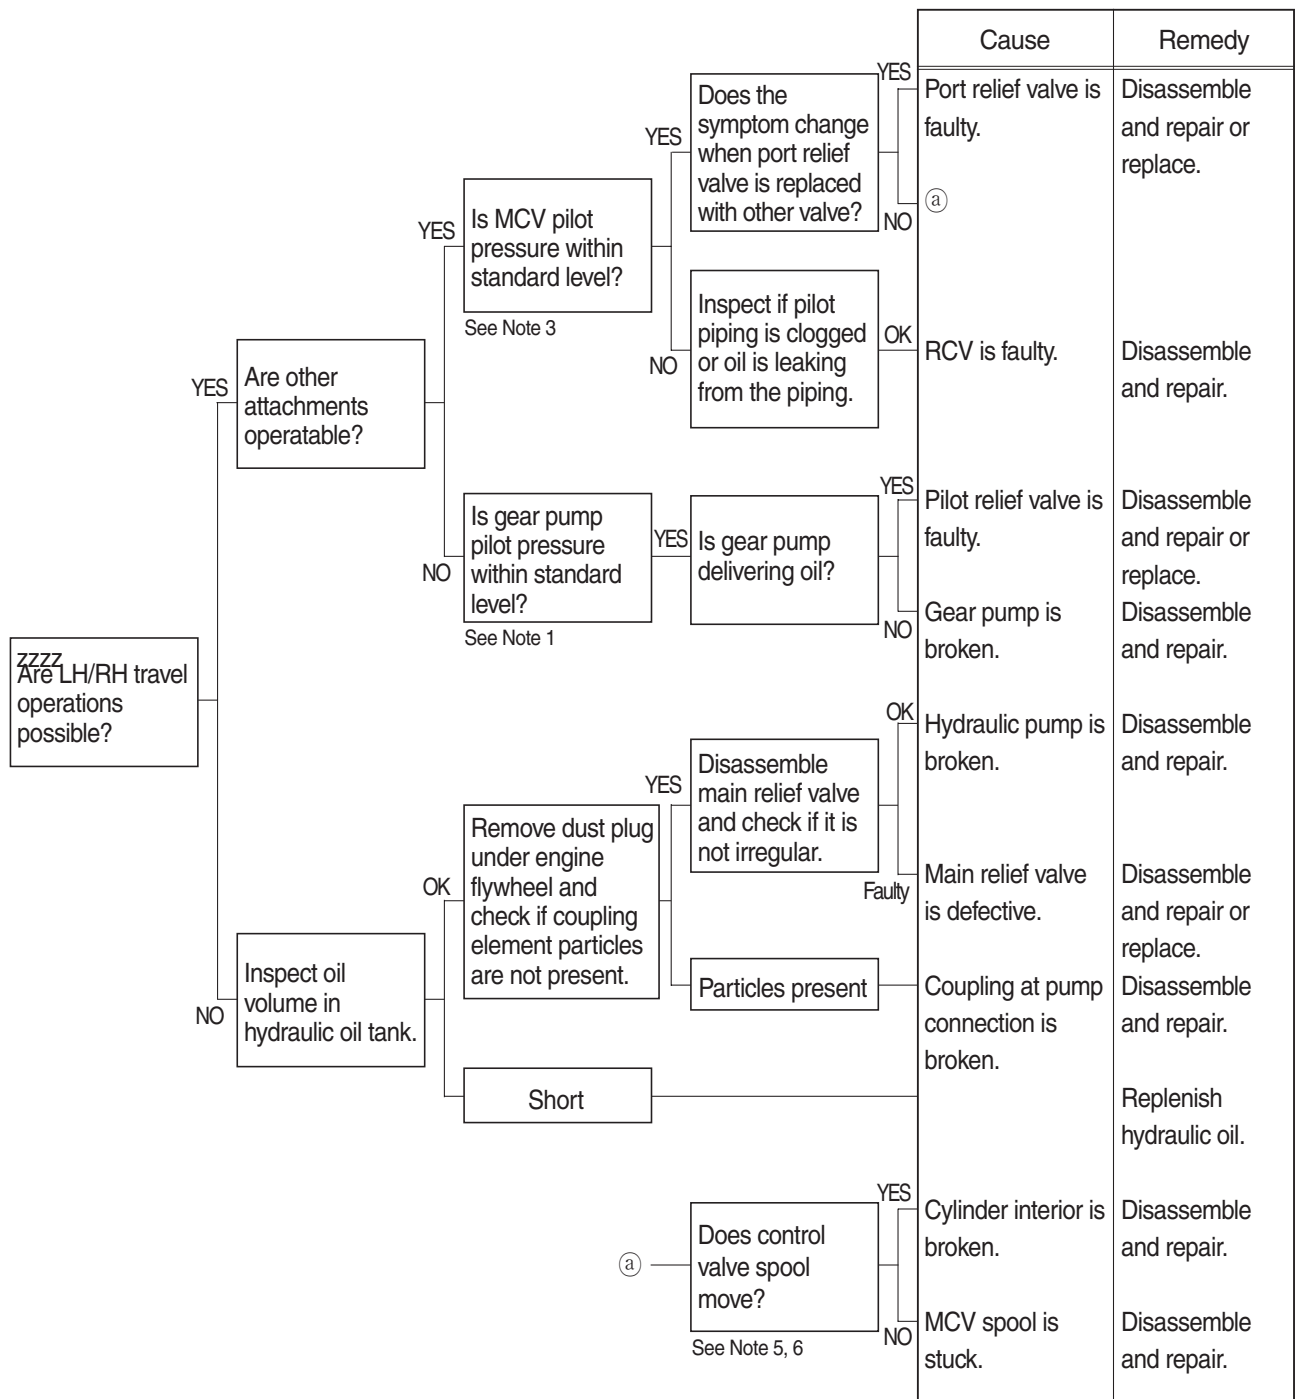 Cause
Remedy
YES
Does the
symptom change
when port relief
valve is replaced
with other valve?
YES
NO
Port relief valve is
faulty.
Disassemble
and repair or
replace.
ⓐ
YES
Is MCV pilot
pressure within
standard level?
See Note 3
NO
Inspect if pilot
piping is clogged
or oil is leaking
from the piping.
OK
RCV is faulty.
Disassemble
and repair.
YES
Are other
attachments
operatable?
NO
Is gear pump
pilot pressure
within standard
level?
See Note 1
YES
Is gear pump
delivering oil?
YES
Pilot relief valve is
faulty.
Disassemble
and repair or
replace.
NO
Gear pump is
broken.
Disassemble
and repair.
zzzz
Are LH/RH travel
operations
possible?
NO
Inspect oil
volume in
hydraulic oil tank.
OK
Remove dust plug
under engine
flywheel and
check if coupling
element particles
are not present.
YES
Disassemble
main relief valve
and check if it is
not irregular.
OK
Hydraulic pump is
broken.
Disassemble
and repair.
Faulty
Main relief valve
is defective.
Disassemble
and repair or
replace.
Particles present
Coupling at pump
connection is
broken.
Disassemble
and repair.
Short
Replenish
hydraulic oil.
ⓐ
Does control
valve spool
move?
See Note 5, 6
YES
Cylinder interior is
broken.
Disassemble
and repair.
NO
MCV spool is
stuck.
Disassemble
and repair.